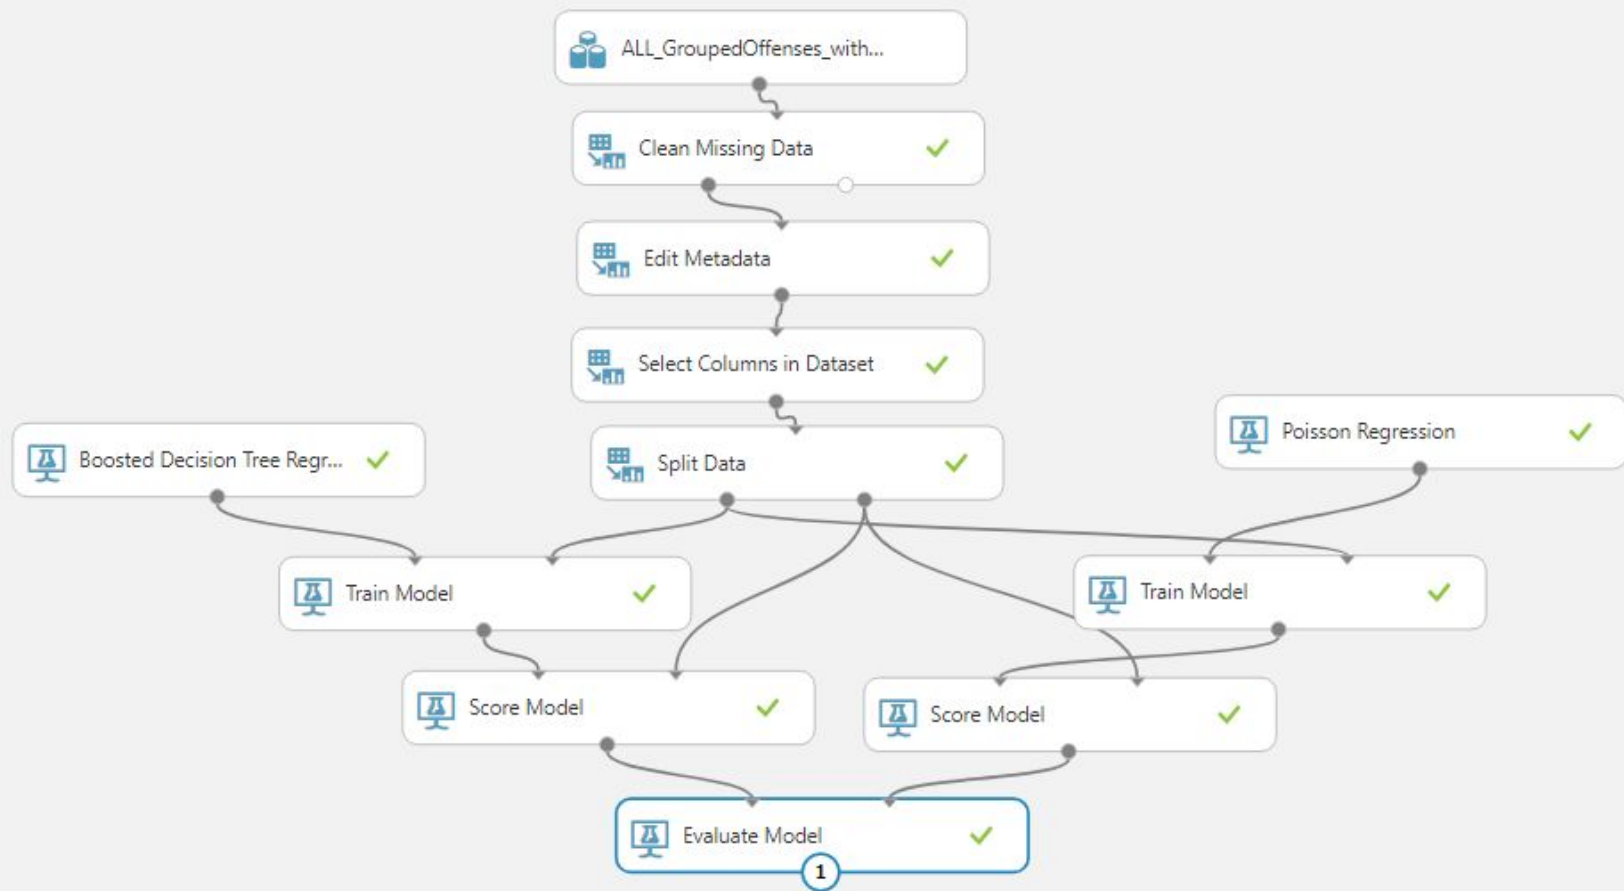 ALL_GroupedOffenses_with...
Clean Missing Data
Edit Metadata
Select Columns in Dataset
Boosted Decision Tree Regr...
Split Data
Poisson Regression
Train Model
Train Model
Score Model
Score Model
Evaluate Model
1